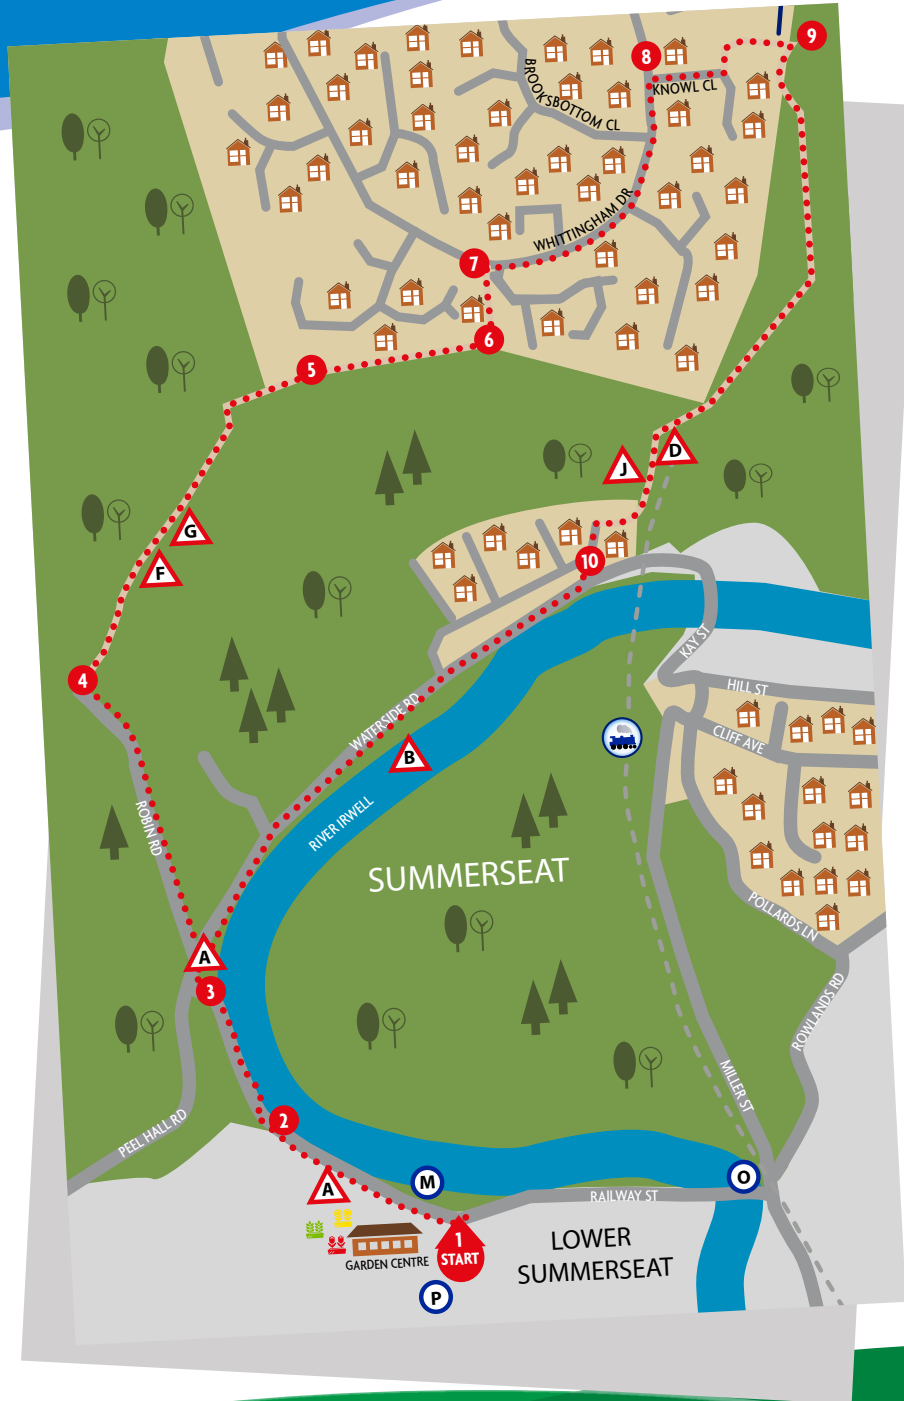 9
8
KNOWL CL
BROOKSBOTTOM CL
WHITTINGHAM DR
7
6
5
D
J
G
10
F
KAY ST
4
HILL ST
WATERSIDE RD
CLIFF AVE
B
ROBIN RD
RIVER IRWELL
SUMMERSEAT
POLLARDS LN
A
3
ROWLANDS RD
MILLER ST
2
PEEL HALL RD
A
M
O
RAILWAY ST
1
START
GARDEN CENTRE
LOWER
SUMMERSEAT
P